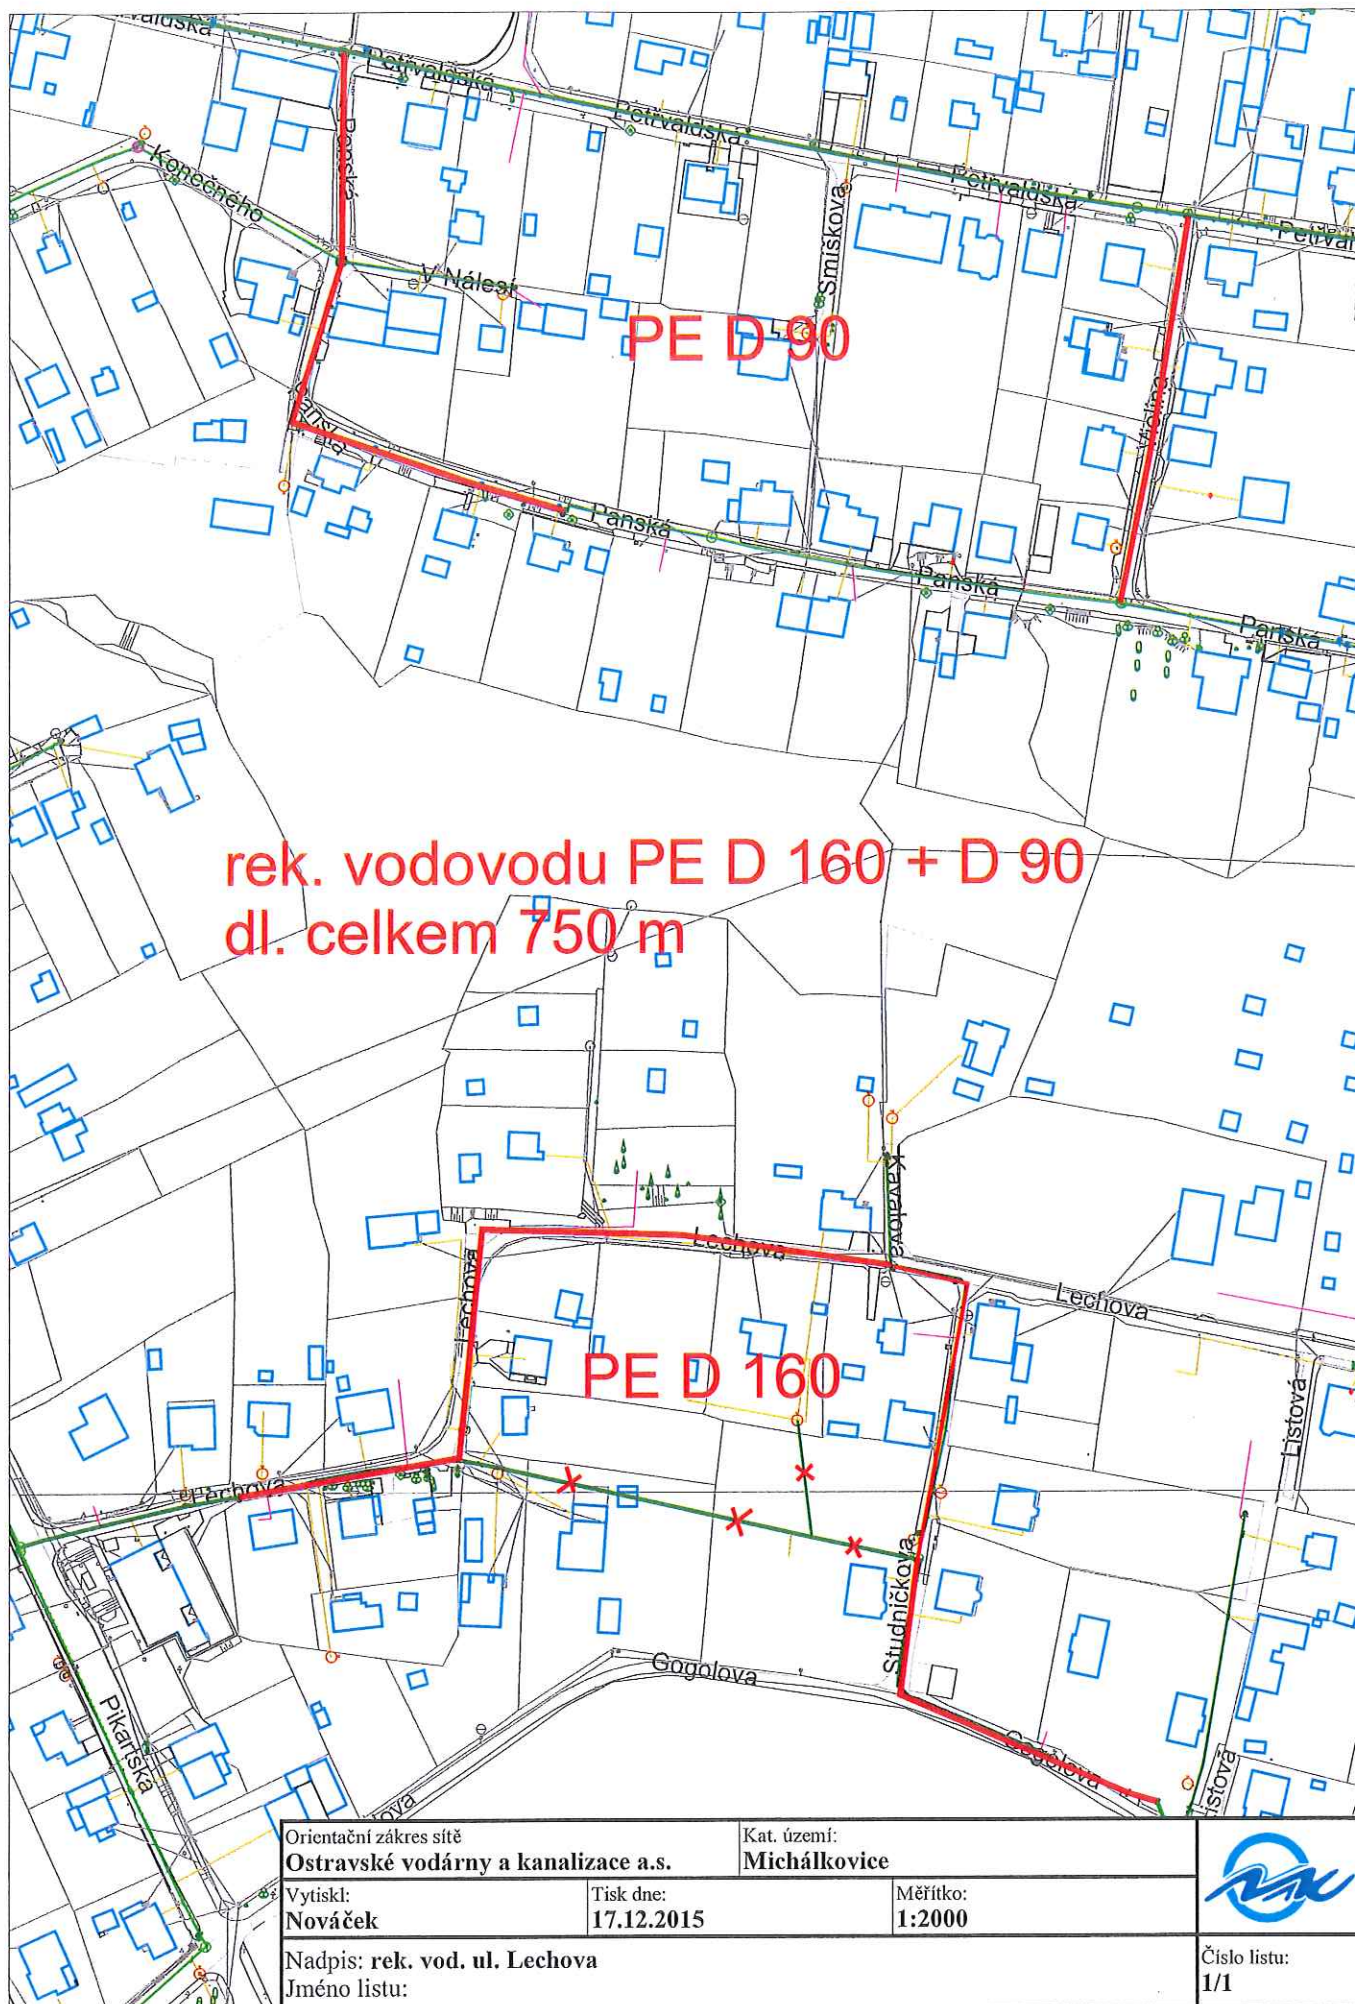 Petřvaldská
Petřvaldská
Petřvaldská
Panská
Konečného
Smíškova
V Nálesí
PE D 90
Panská
Panská
Panská
Panská
rek. vodovodu PE D 160 + D 90
dl. celkem 750 m
Kavalova
Lechova
Lechova
Lechova
PE D 160
Listová
Lechova
Studničkova
Gogolova
Pikartská
Gogolova
Listová
Orientační zákres sítě
Ostravské vodárny a kanalizace a.s.
Kat. území:
Michálkovice
Vytiskl:
Nováček
Tisk dne:
17.12.2015
Měřítko:
1:2000
Nadpis: rek. vod. ul. Lechova
Jméno listu:
Číslo listu:
1/1